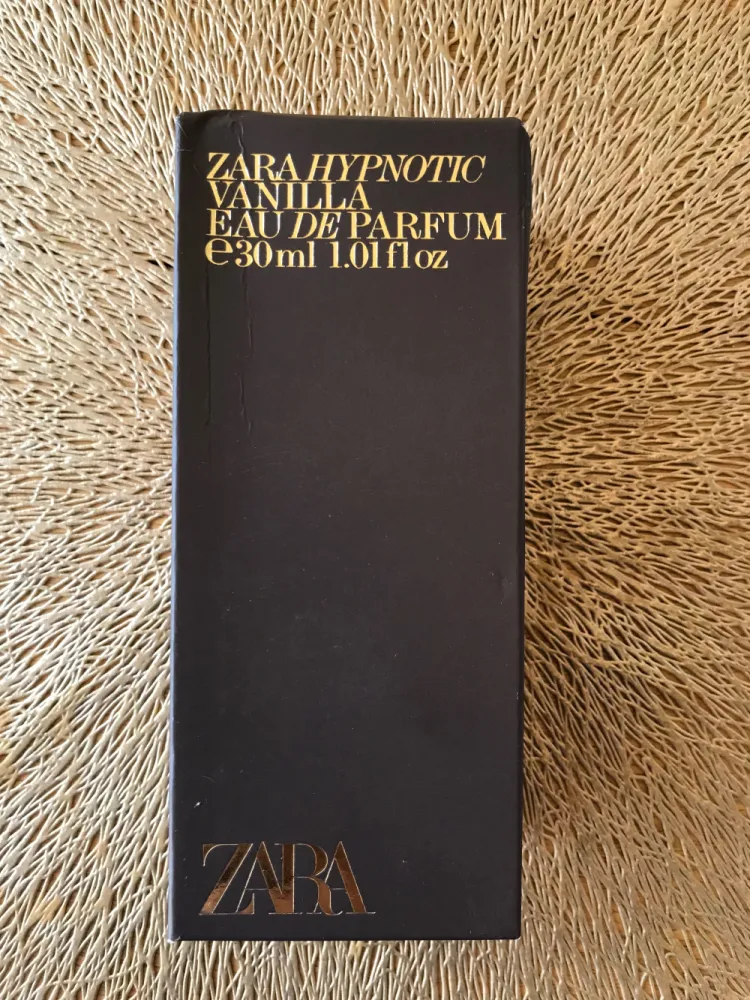 ZARA HYPNOTIC
VANILLA
EAU DE PARFUM
℮30ml 1.01 fl oz
ZARA